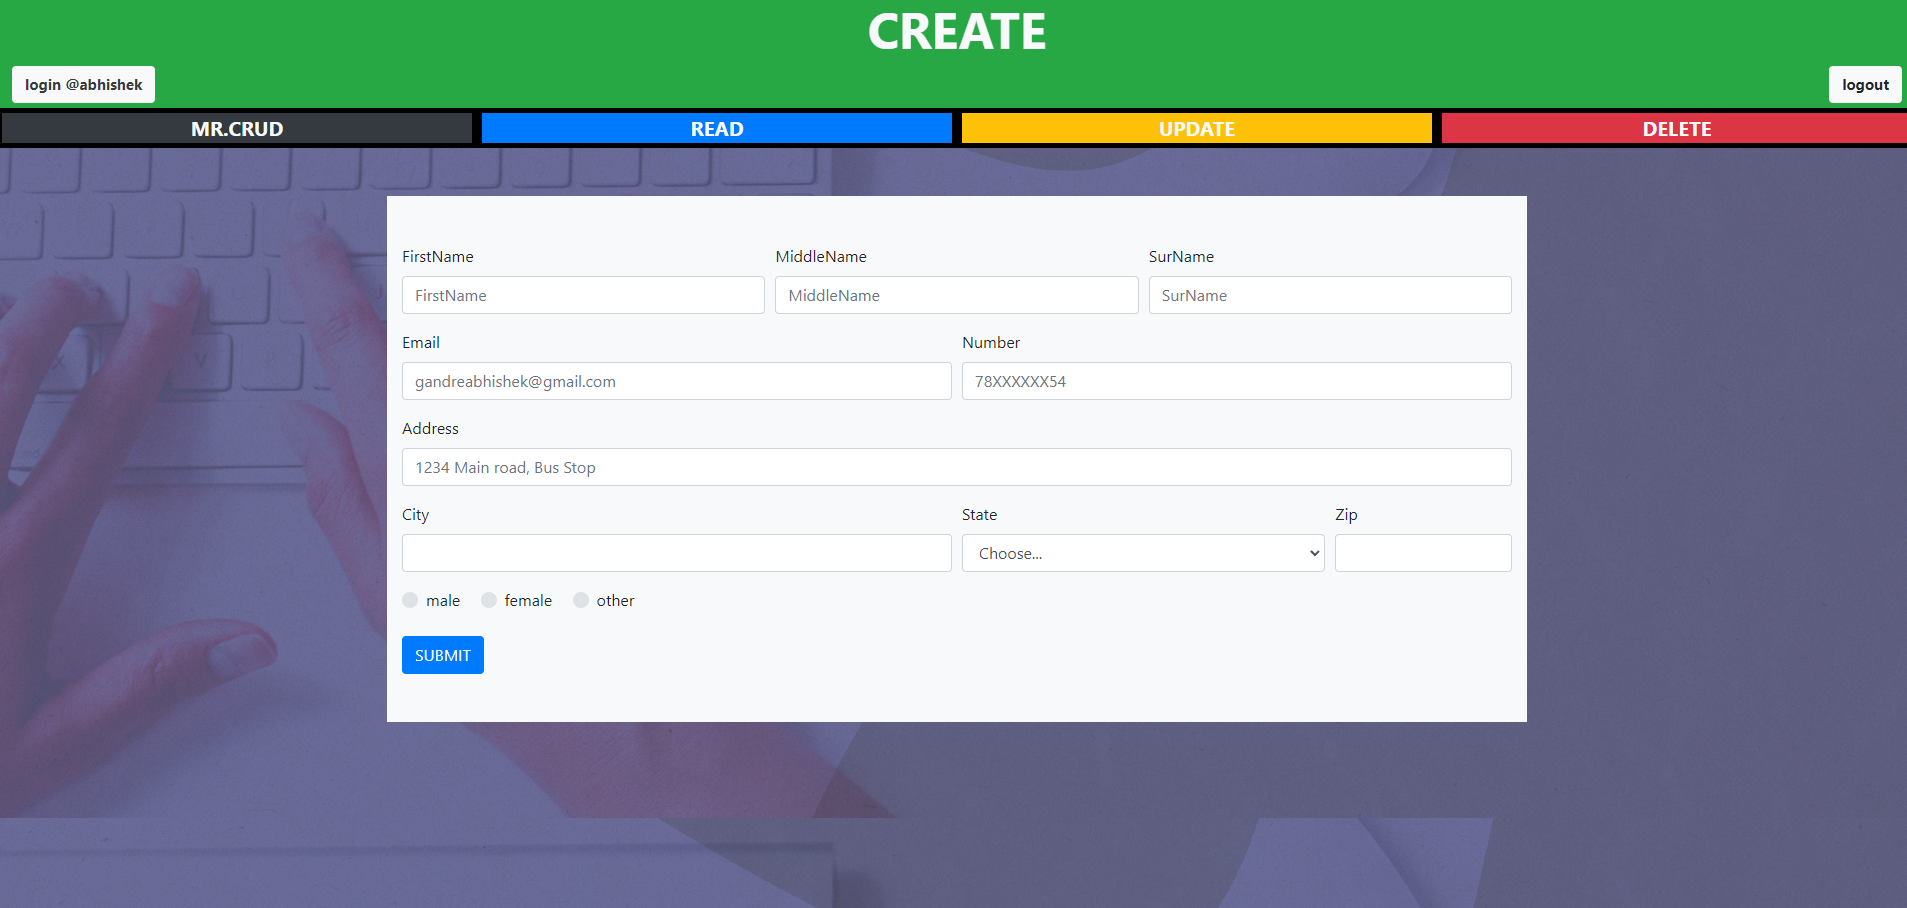 CREATE
login @abhishek logout
MR.CRUD READ UPDATE DELETE
FirstName MiddleName SurName
FirstName MiddleName SurName
Email Number
gandreabhishek@gmail.com 78XXXXXX54
Address
1234 Main road, Bus Stop
City State Zip
Choose...
male female other
SUBMIT